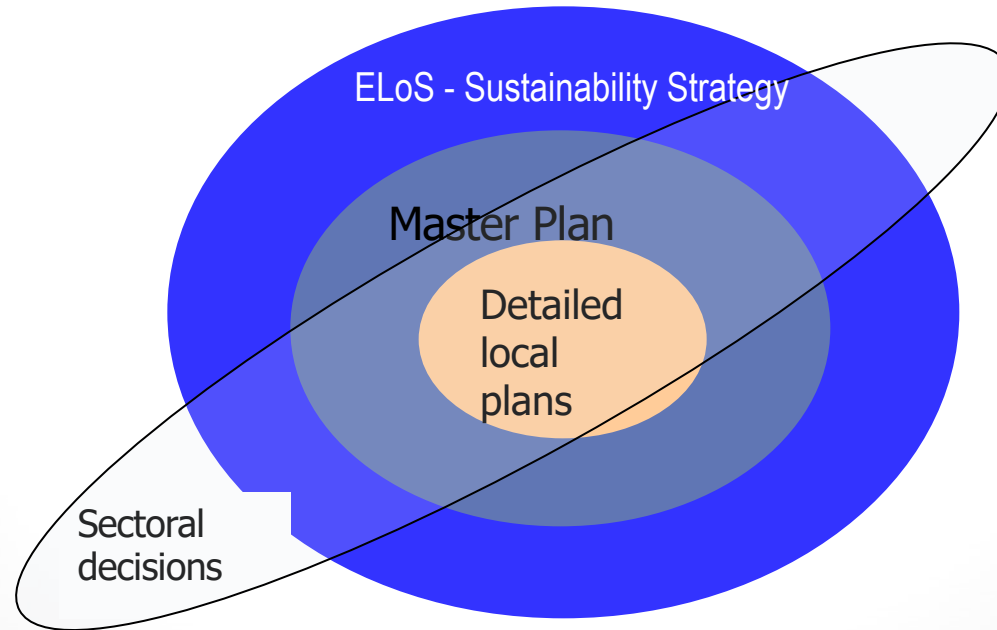 ELoS - Sustainability Strategy
Master Plan
Detailed
local
plans
Sectoral
decisions